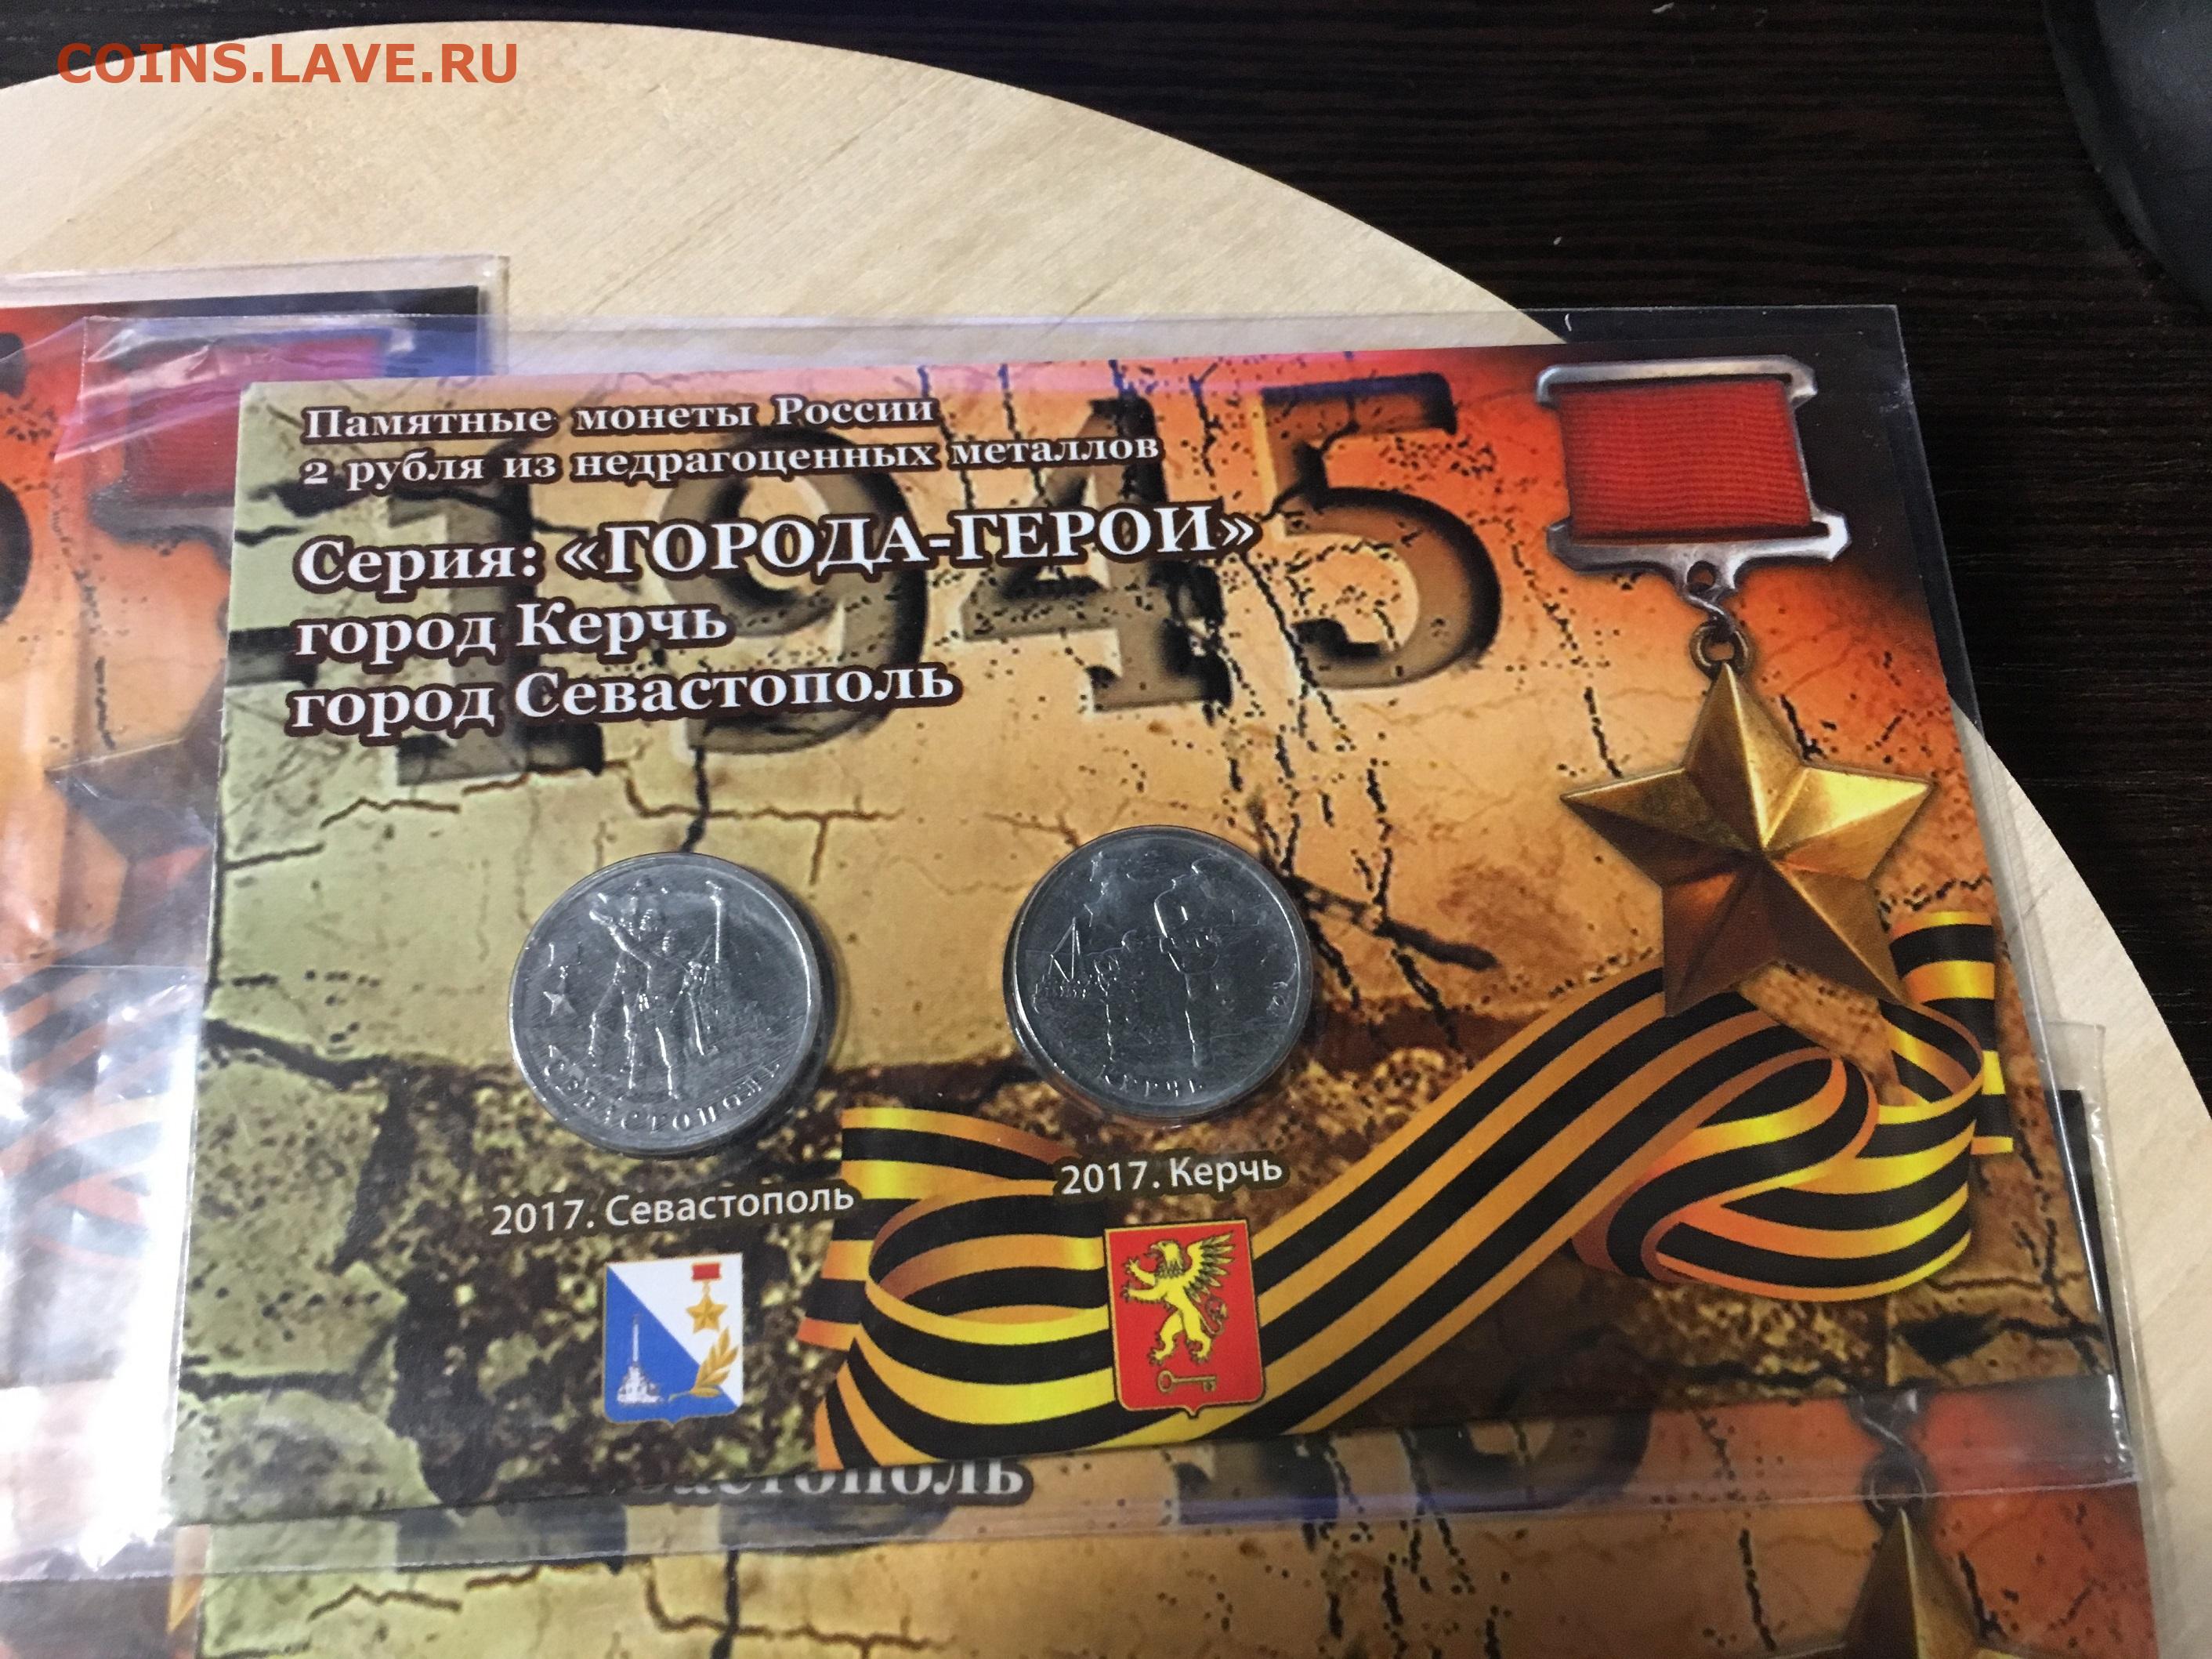 COINS.LAVE.RU
1945
Памятные монеты России
2 рубля из недрагоценных металлов
Серия: «ГОРОДА-ГЕРОИ»
город Керчь
город Севастополь
СЕВАСТОПОЛЬ
КЕРЧЬ
2017. Севастополь
2017. Керчь